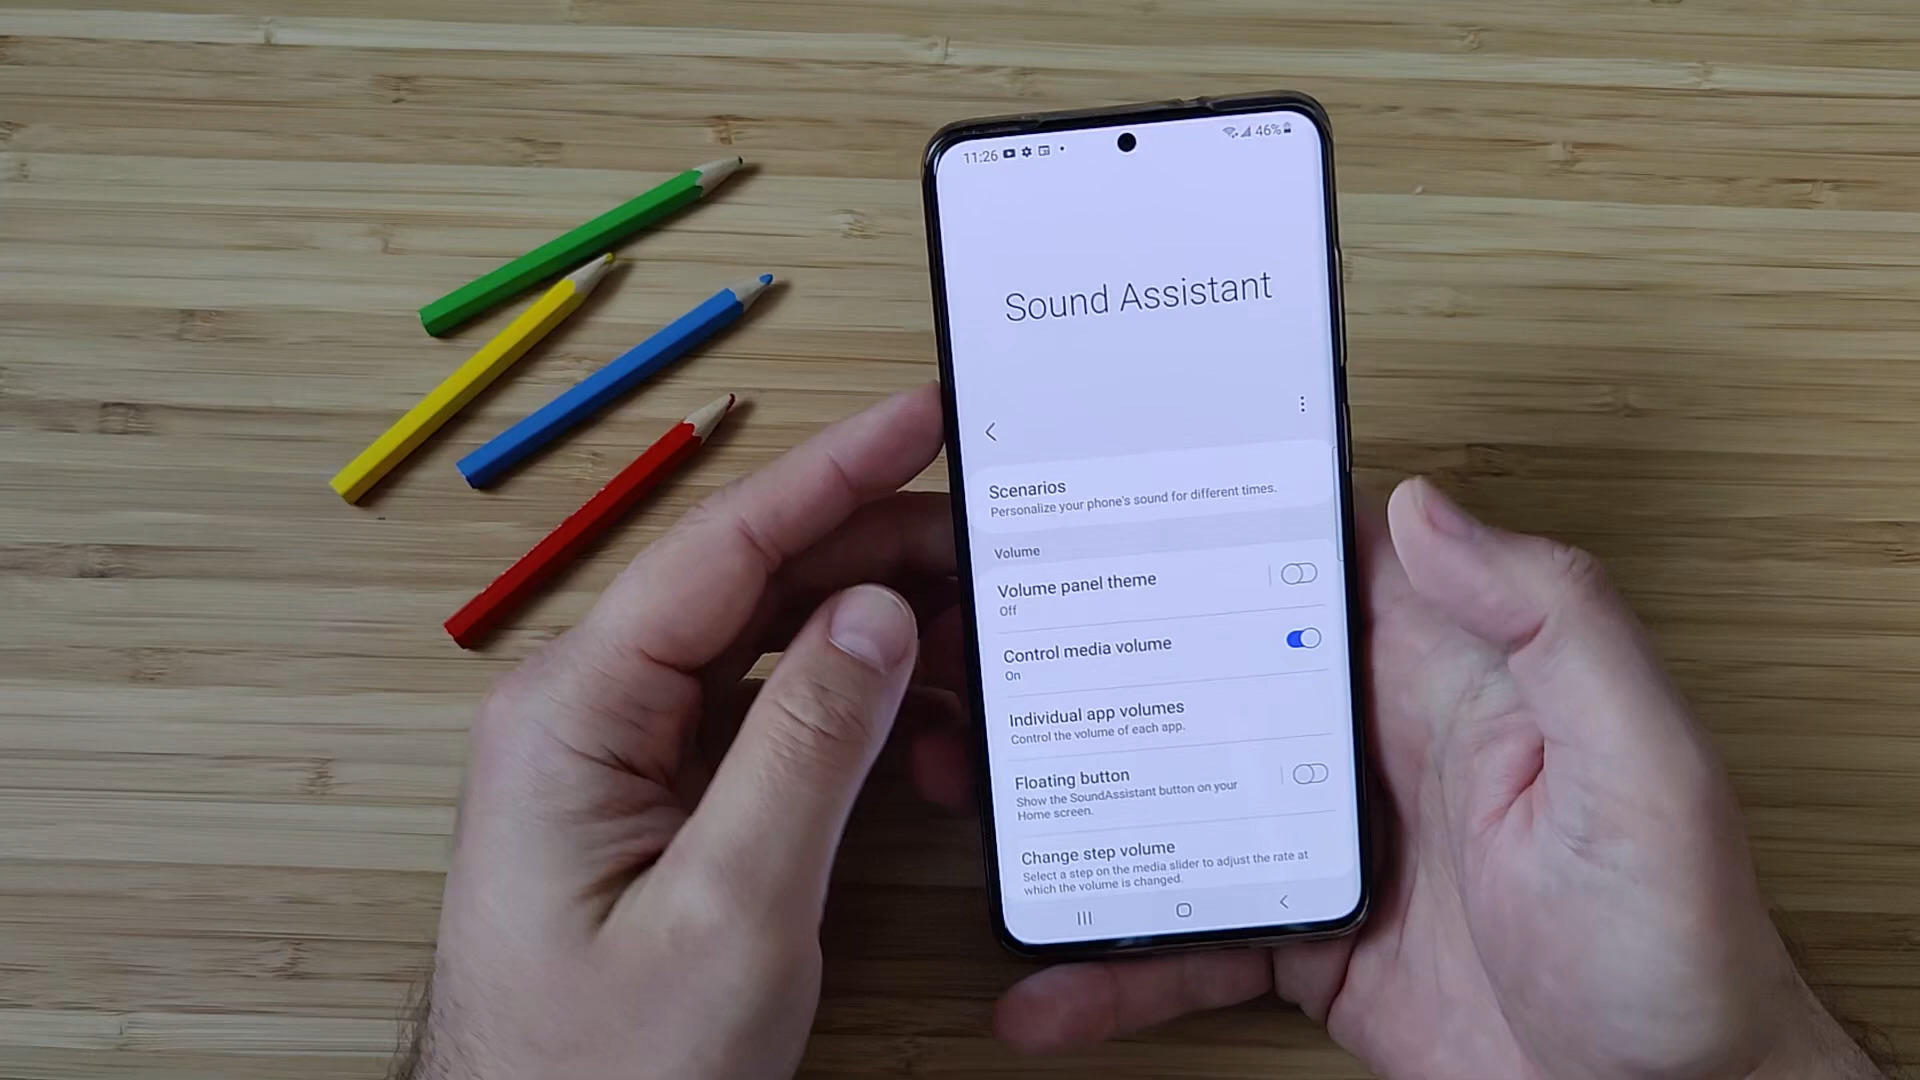 11:26
46%
Sound Assistant
Scenarios
Personalize your phone's sound for different times.
Volume
Volume panel theme
Off
Control media volume
On
Individual app volumes
Control the volume of each app.
Floating button
Show the SoundAssistant button on your
Home screen.
Change step volume
Select a step on the media slider to adjust the rate at
which the volume is changed.